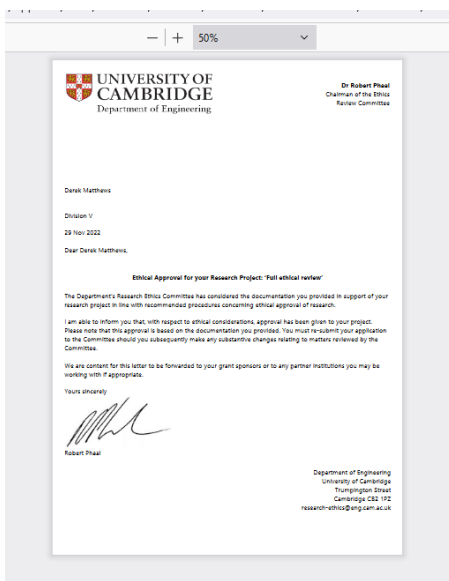 50%
UNIVERSITY OF
CAMBRIDGE
Department of Engineering
Dr Robert Phaal
Chairman of the Ethics
Review Committee
Derek Matthews
Division V
29 Nov 2022
Dear Derek Matthews,
Ethical Approval for your Research Project: 'Full ethical review'
The Department's Research Ethics Committee has considered the documentation you provided in support of your
research project in line with recommended procedures concerning ethical approval of research.
I am able to inform you that, with respect to ethical considerations, approval has been given to your project.
Please note that this approval is based on the documentation you provided. You must re-submit your application
to the Committee should you subsequently make any substantive changes relating to matters reviewed by the
Committee.
We are content for this letter to be forwarded to your grant sponsors or to any partner institutions you may be
working with if appropriate.
Yours sincerely
Robert Phaal
Department of Engineering
University of Cambridge
Trumpington Street
Cambridge CB2 1PZ
research-ethics@eng.cam.ac.uk